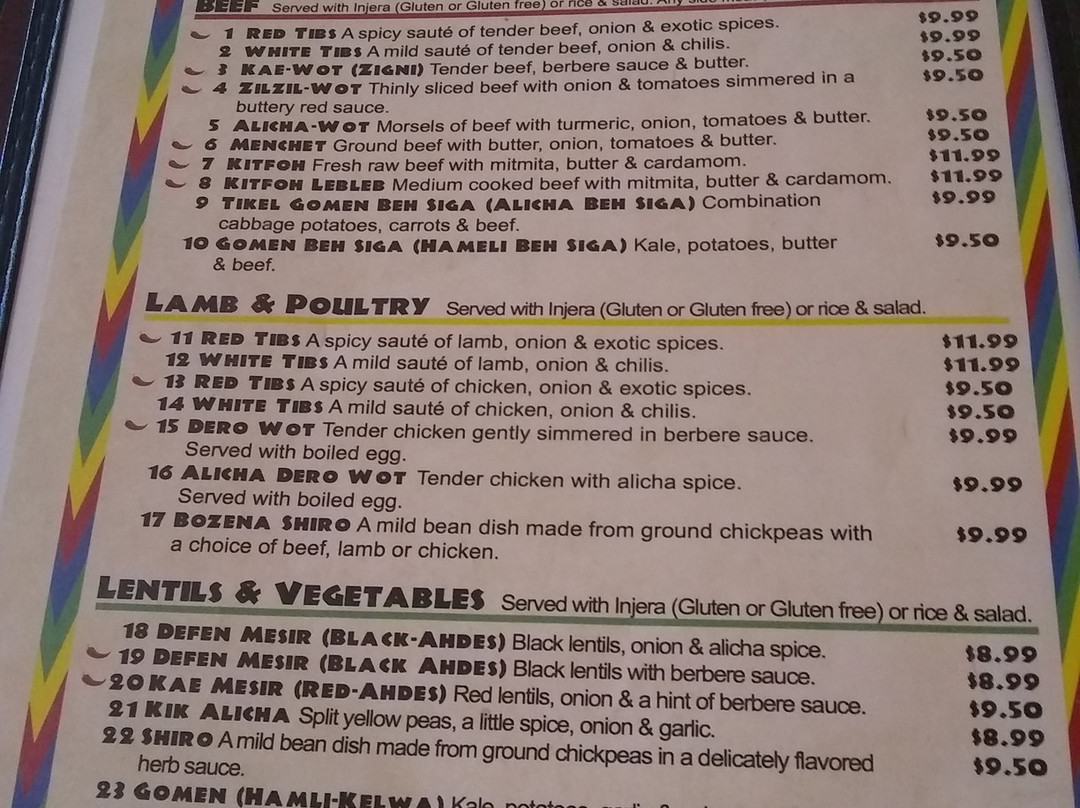 BEEF Served with Injera (Gluten or Gluten free) or rice & salad. Any side
$9.99
1 RED TIBS A spicy sauté of tender beef, onion & exotic spices. $9.99
2 WHITE TIBS A mild sauté of tender beef, onion & chilis. $9.50
3 KAE-WOT (ZIGNI) Tender beef, berbere sauce & butter. $9.50
4 ZILZIL-WOT Thinly sliced beef with onion & tomatoes simmered in a
buttery red sauce.
5 ALICHA-WOT Morsels of beef with turmeric, onion, tomatoes & butter. $9.50
6 MENCHET Ground beef with butter, onion, tomatoes & butter. $9.50
7 KITFOH Fresh raw beef with mitmita, butter & cardamom. $11.99
8 KITFOH LEBLEB Medium cooked beef with mitmita, butter & cardamom. $11.99
9 TIKEL GOMEN BEH SIGA (ALICHA BEH SIGA) Combination $9.99
cabbage potatoes, carrots & beef.
10 GOMEN BEH SIGA (HAMELI BEH SIGA) Kale, potatoes, butter $9.50
& beef.
LAMB & POULTRY Served with Injera (Gluten or Gluten free) or rice & salad.
11 RED TIBS A spicy sauté of lamb, onion & exotic spices. $11.99
12 WHITE TIBS A mild sauté of lamb, onion & chilis. $11.99
13 RED TIBS A spicy sauté of chicken, onion & exotic spices. $9.50
14 WHITE TIBS A mild sauté of chicken, onion & chilis. $9.50
15 DERO WOT Tender chicken gently simmered in berbere sauce. $9.99
Served with boiled egg.
16 ALICHA DERO WOT Tender chicken with alicha spice. $9.99
Served with boiled egg.
17 BOZENA SHIRO A mild bean dish made from ground chickpeas with $9.99
a choice of beef, lamb or chicken.
LENTILS & VEGETABLES Served with Injera (Gluten or Gluten free) or rice & salad.
18 DEFEN MESIR (BLACK-AHDES) Black lentils, onion & alicha spice. $8.99
19 DEFEN MESIR (BLACK AHDES) Black lentils with berbere sauce. $8.99
20 KAE MESIR (RED-AHDES) Red lentils, onion & a hint of berbere sauce. $9.50
21 KIK ALICHA Split yellow peas, a little spice, onion & garlic. $8.99
22 SHIRO A mild bean dish made from ground chickpeas in a delicately flavored $9.50
herb sauce.
23 GOMEN (HAMLI-KELWA) Kale, potatoes,